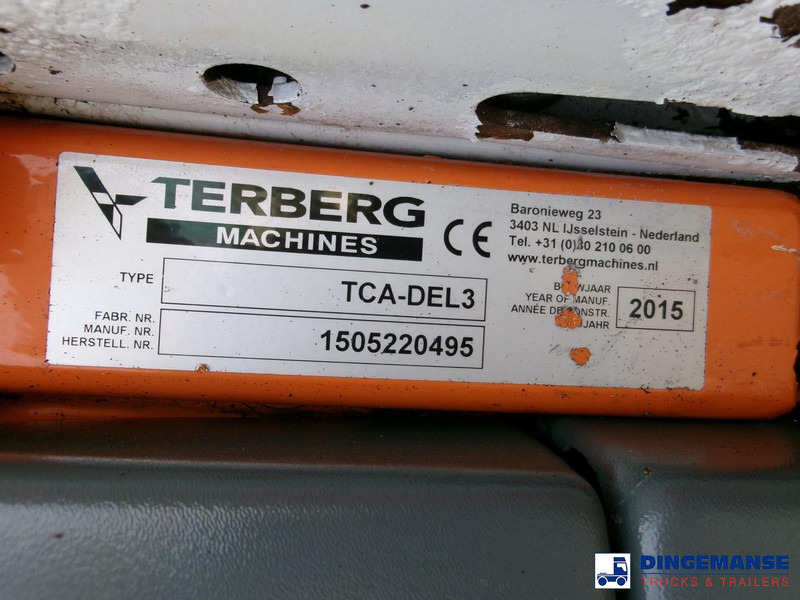 TERBERG
MACHINES
CE
Baronieweg 23
3403 NL IJsselstein - Nederland
Tel. +31 (0)30 210 06 00
www.terbergmachines.nl
TYPE
TCA-DEL3
FABR. NR.
MANUF. NR.
HERSTELL. NR.
1505220495
YEAR OF MANUF.
2015
DINGEMANSE
TRUCKS & TRAILERS